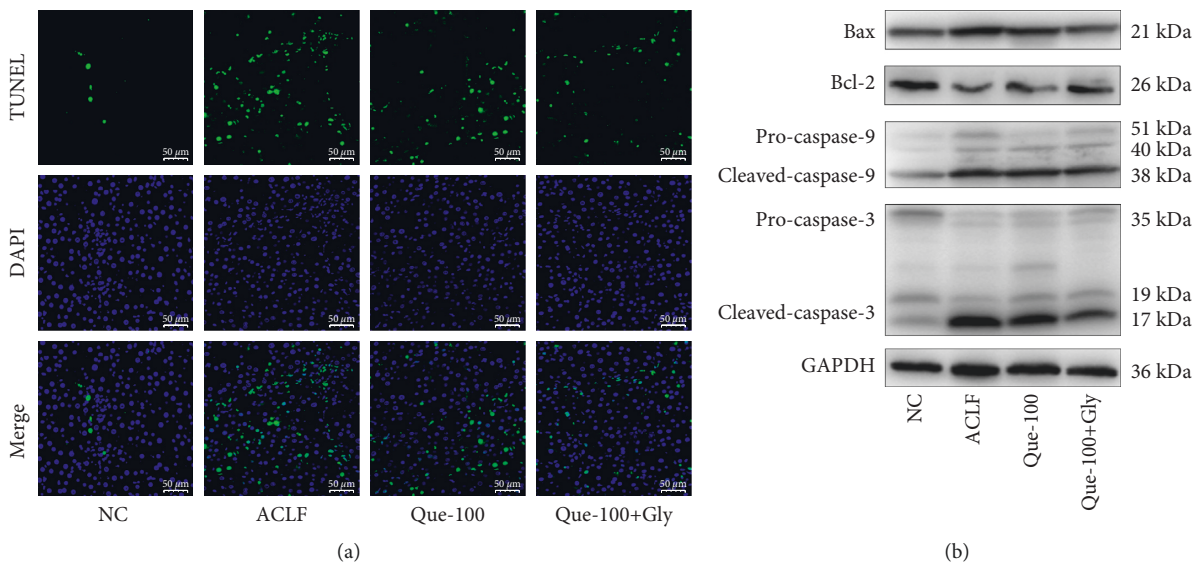 TUNEL
50 µm
50 µm
50 µm
50 µm
DAPI
50 µm
50 µm
50 µm
50 µm
Merge
50 µm
50 µm
50 µm
50 µm
NC
ACLF
Que-100
Que-100+Gly
(a)
Bax
21 kDa
Bcl-2
26 kDa
Pro-caspase-9
51 kDa
40 kDa
Cleaved-caspase-9
38 kDa
Pro-caspase-3
35 kDa
19 kDa
Cleaved-caspase-3
17 kDa
GAPDH
36 kDa
NC
ACLF
Que-100
Que-100+Gly
(b)